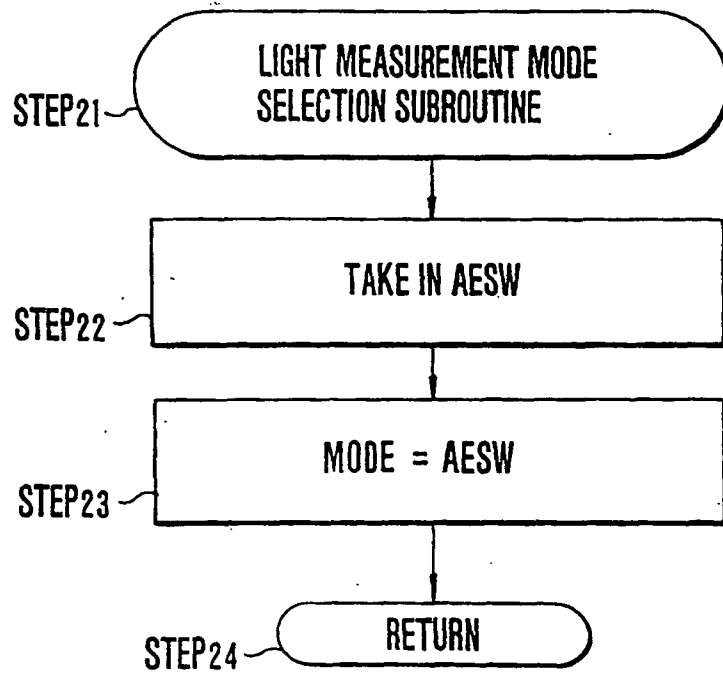 LIGHT MEASUREMENT MODE
SELECTION SUBROUTINE
STEP21
TAKE IN AESW
STEP22
MODE = AESW
STEP23
RETURN
STEP24